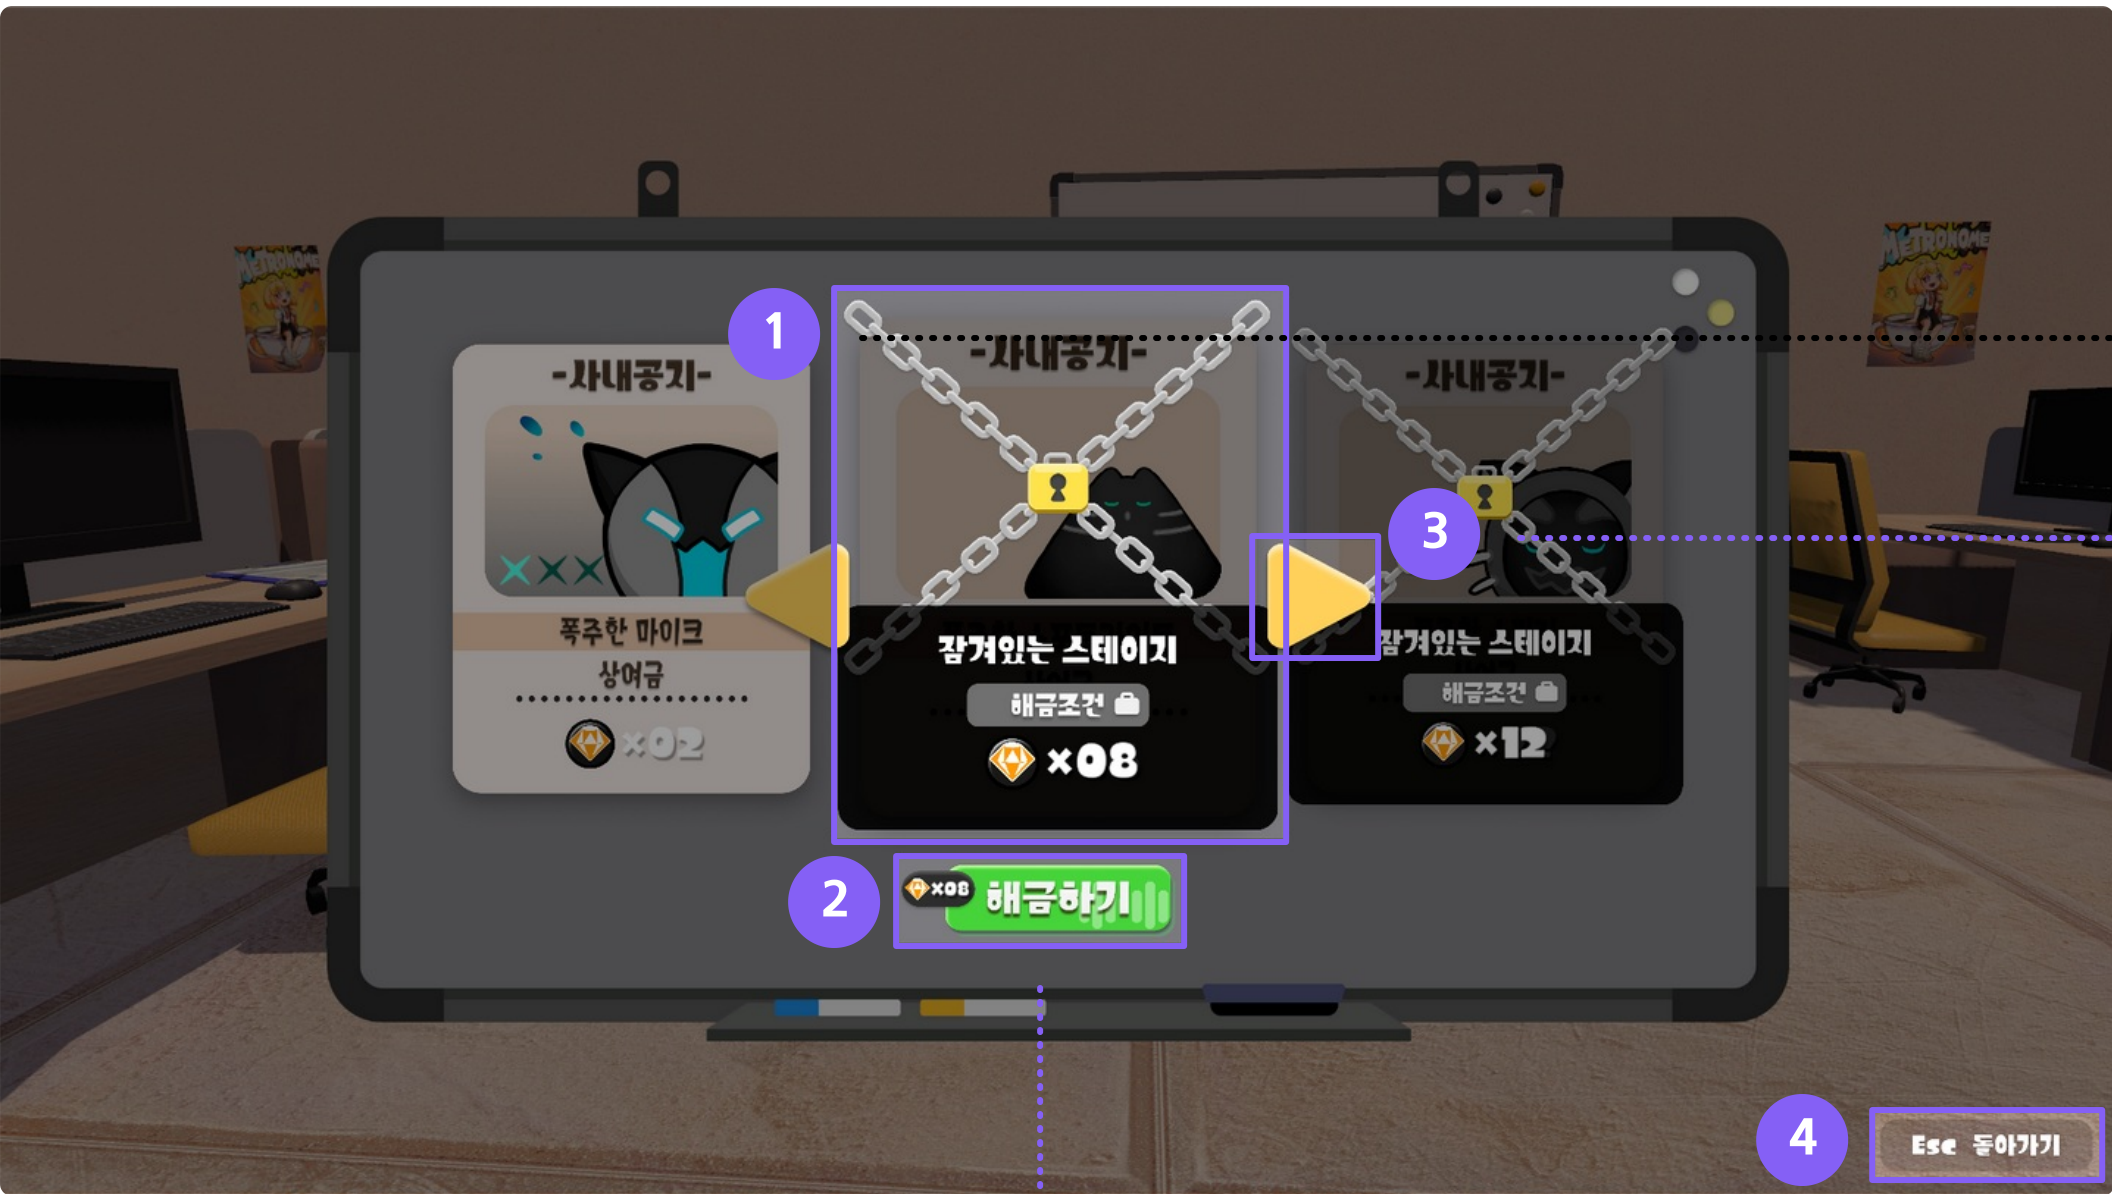 METRONOME
METRONOME
1
-사내공지-
폭주한 마이크
상여금
×02
-사내공지-
잠겨있는 스테이지
해금조건
×08
3
-사내공지-
잠겨있는 스테이지
해금조건
×12
2
×08
해금하기
4
Esc 돌아가기